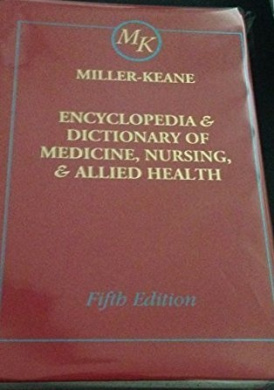 MK
MILLER-KEANE
ENCYCLOPEDIA &
DICTIONARY OF
MEDICINE, NURSING,
& ALLIED HEALTH
Fifth Edition